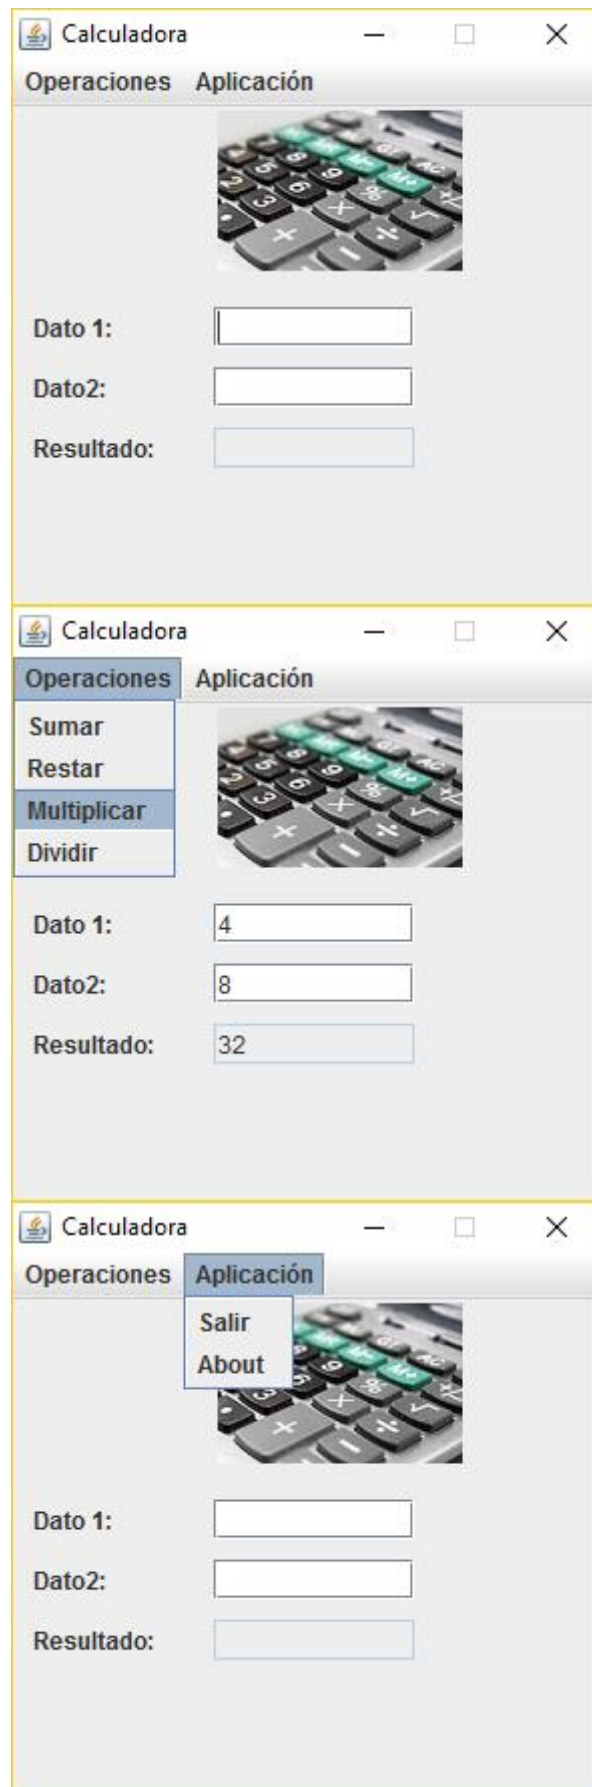 Calculadora
Operaciones Aplicación
Dato 1:
Dato2:
Resultado:
Calculadora
Operaciones Aplicación
Sumar
Restar
Multiplicar
Dividir
Dato 1: 4
Dato2: 8
Resultado: 32
Calculadora
Operaciones Aplicación
Salir
About
Dato 1:
Dato2:
Resultado: